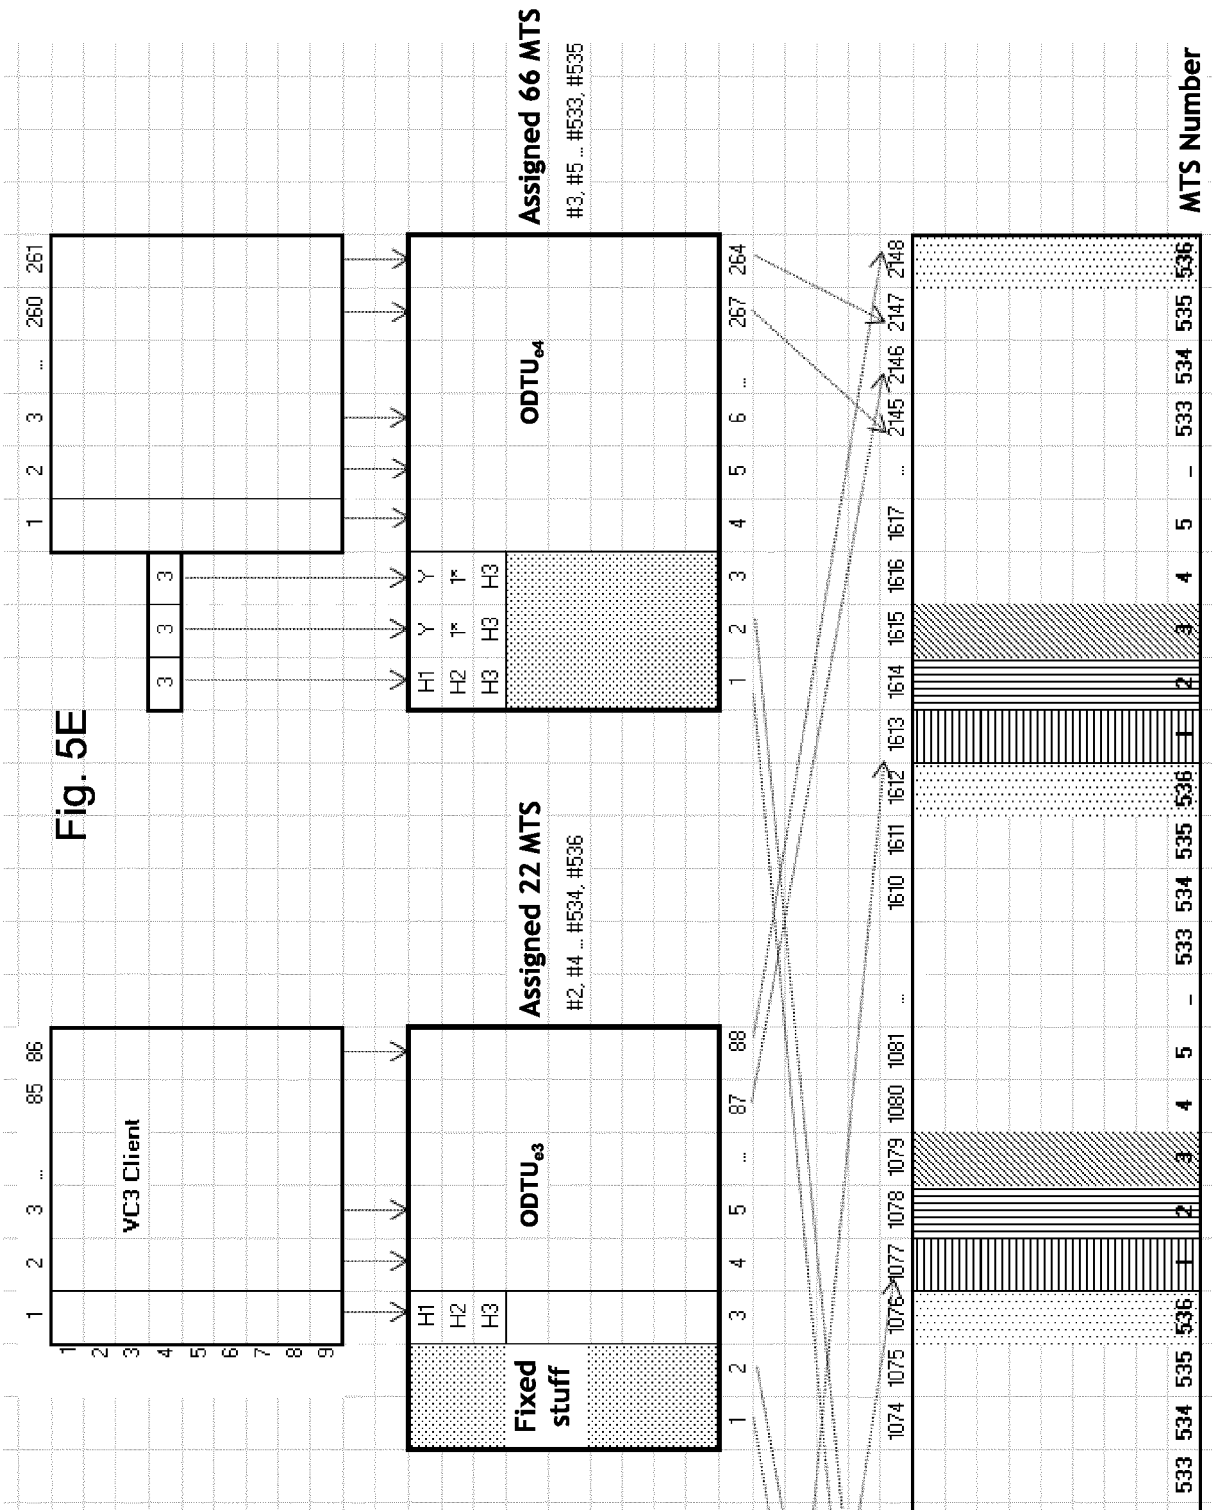 Fig. 5E
1 2 3 ... 85 86
1
2
3
4
5
6
7
8
9
VC3 Client
3 3 3
1 2 3 ... 260 261
Fixed stuff
H1
H2
H3
ODTUe3
Assigned 22 MTS
#2, #4 ... #534, #536
H1 Y Y
H2 1* 1*
H3 H3 H3
ODTUe4
Assigned 66 MTS
#3, #5 ... #533, #535
1 2 3 4 5 ... 87 88
1 2 3 4 5 6 ... 267 264
1074 1075 1076 1077 1078 1079 1080 1081 ... 1610 1611 1612 1613 1614 1615 1616 1617 ... 2145 2146 2147 2148
533 534 535 536 1 2 3 4 5 – 533 534 535 536 1 2 3 4 5 – 533 534 535 536
MTS Number